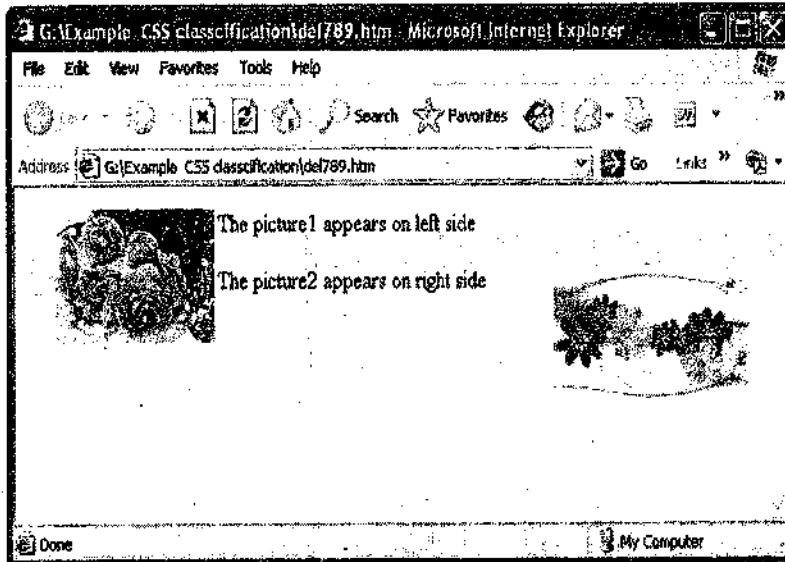 G:\Example CSS classcification\del789.htm - Microsoft Internet Explorer
File Edit View Favorites Tools Help
Search Favorites
Address G:\Example CSS classcification\del789.htm Go Links
The picture1 appears on left side
The picture2 appears on right side
Done My Computer